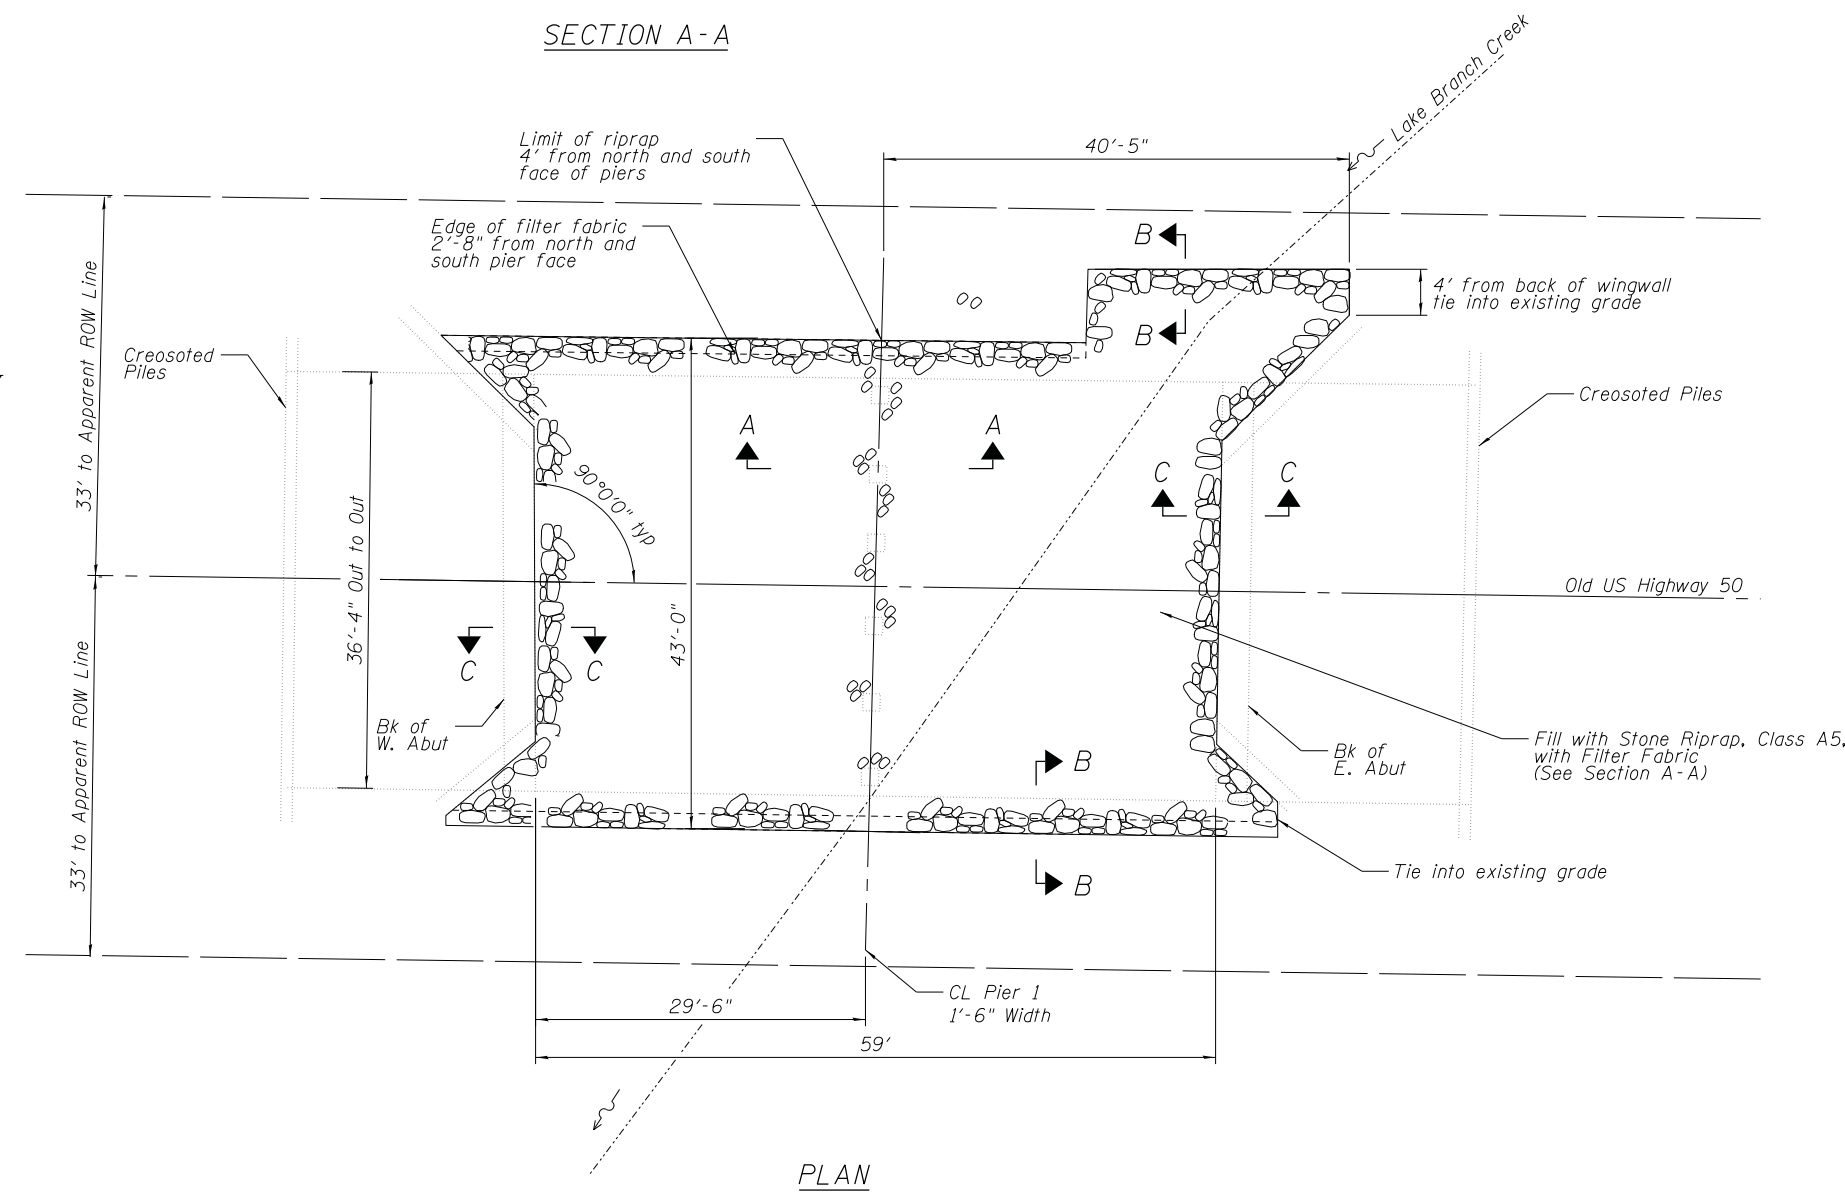 SECTION A-A
Lake Branch Creek
Limit of riprap
4' from north and south
face of piers
40'-5"
Edge of filter fabric
2'-8" from north and
south pier face
B
B
4' from back of wingwall
tie into existing grade
33' to Apparent ROW Line
Creosoted
Piles
Creosoted Piles
A
A
C
C
90°0'0" typ
36'-4" Out to Out
43'-0"
Old US Highway 50
C
C
33' to Apparent ROW Line
Bk of
W. Abut
B
Bk of
E. Abut
Fill with Stone Riprap, Class A5,
with Filter Fabric
(See Section A-A)
B
Tie into existing grade
CL Pier 1
1'-6" Width
29'-6"
59'
PLAN